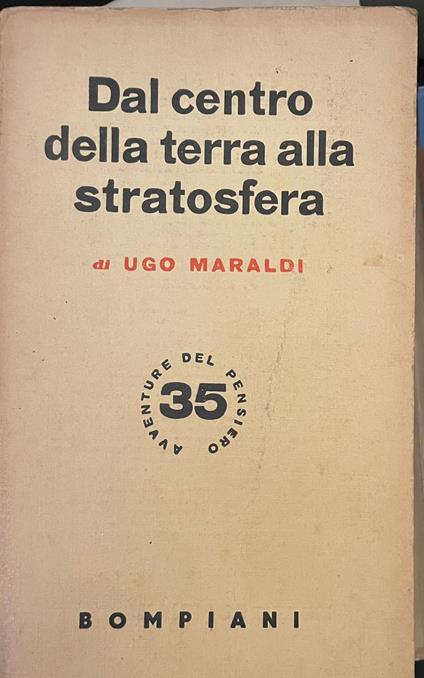 Dal centro
della terra alla
stratosfera
di UGO MARALDI
AVVENTURE DEL PENSIERO
35
BOMPIANI